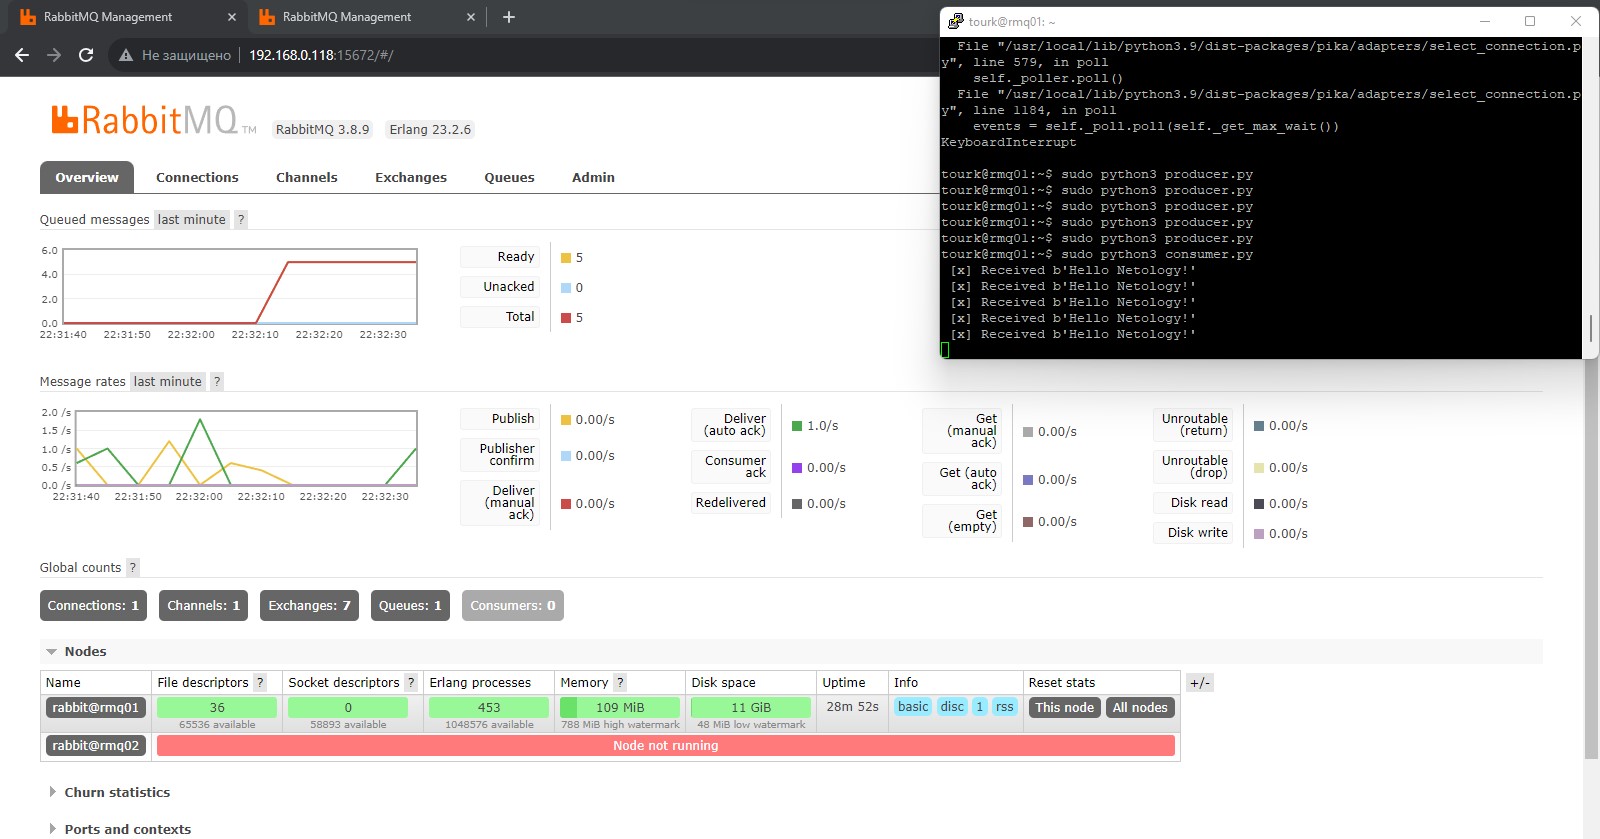 RabbitMQ Management
RabbitMQ Management
Не защищено
192.168.0.118:15672/#/
RabbitMQ TM
RabbitMQ 3.8.9
Erlang 23.2.6
Overview
Connections
Channels
Exchanges
Queues
Admin
Queued messages last minute ?
6.0
4.0
2.0
0.0
22:31:40 22:31:50 22:32:00 22:32:10 22:32:20 22:32:30
Ready 5
Unacked 0
Total 5
Message rates last minute ?
2.0 /s
1.5 /s
1.0 /s
0.5 /s
0.0 /s
22:31:40 22:31:50 22:32:00 22:32:10 22:32:20 22:32:30
Publish 0.00/s
Publisher
confirm 0.00/s
Deliver
(manual
ack) 0.00/s
Deliver
(auto ack) 1.0/s
Consumer
ack 0.00/s
Redelivered 0.00/s
Get
(manual
ack) 0.00/s
Get (auto
ack) 0.00/s
Get
(empty) 0.00/s
Unroutable
(return) 0.00/s
Unroutable
(drop) 0.00/s
Disk read 0.00/s
Disk write 0.00/s
Global counts ?
Connections: 1
Channels: 1
Exchanges: 7
Queues: 1
Consumers: 0
Nodes
Name File descriptors ? Socket descriptors ? Erlang processes Memory ? Disk space Uptime Info Reset stats +/-
rabbit@rmq01 36 0 453 109 MiB 11 GiB 28m 52s basic disc 1 rss This node All nodes
65536 available 58893 available 1048576 available 788 MiB high watermark 48 MiB low watermark
rabbit@rmq02 Node not running
Churn statistics
Ports and contexts
tourk@rmq01: ~
File "/usr/local/lib/python3.9/dist-packages/pika/adapters/select_connection.p
y", line 579, in poll
self._poller.poll()
File "/usr/local/lib/python3.9/dist-packages/pika/adapters/select_connection.p
y", line 1184, in poll
events = self._poll.poll(self._get_max_wait())
KeyboardInterrupt
tourk@rmq01:~$ sudo python3 producer.py
tourk@rmq01:~$ sudo python3 producer.py
tourk@rmq01:~$ sudo python3 producer.py
tourk@rmq01:~$ sudo python3 producer.py
tourk@rmq01:~$ sudo python3 producer.py
tourk@rmq01:~$ sudo python3 consumer.py
[x] Received b'Hello Netology!'
[x] Received b'Hello Netology!'
[x] Received b'Hello Netology!'
[x] Received b'Hello Netology!'
[x] Received b'Hello Netology!'